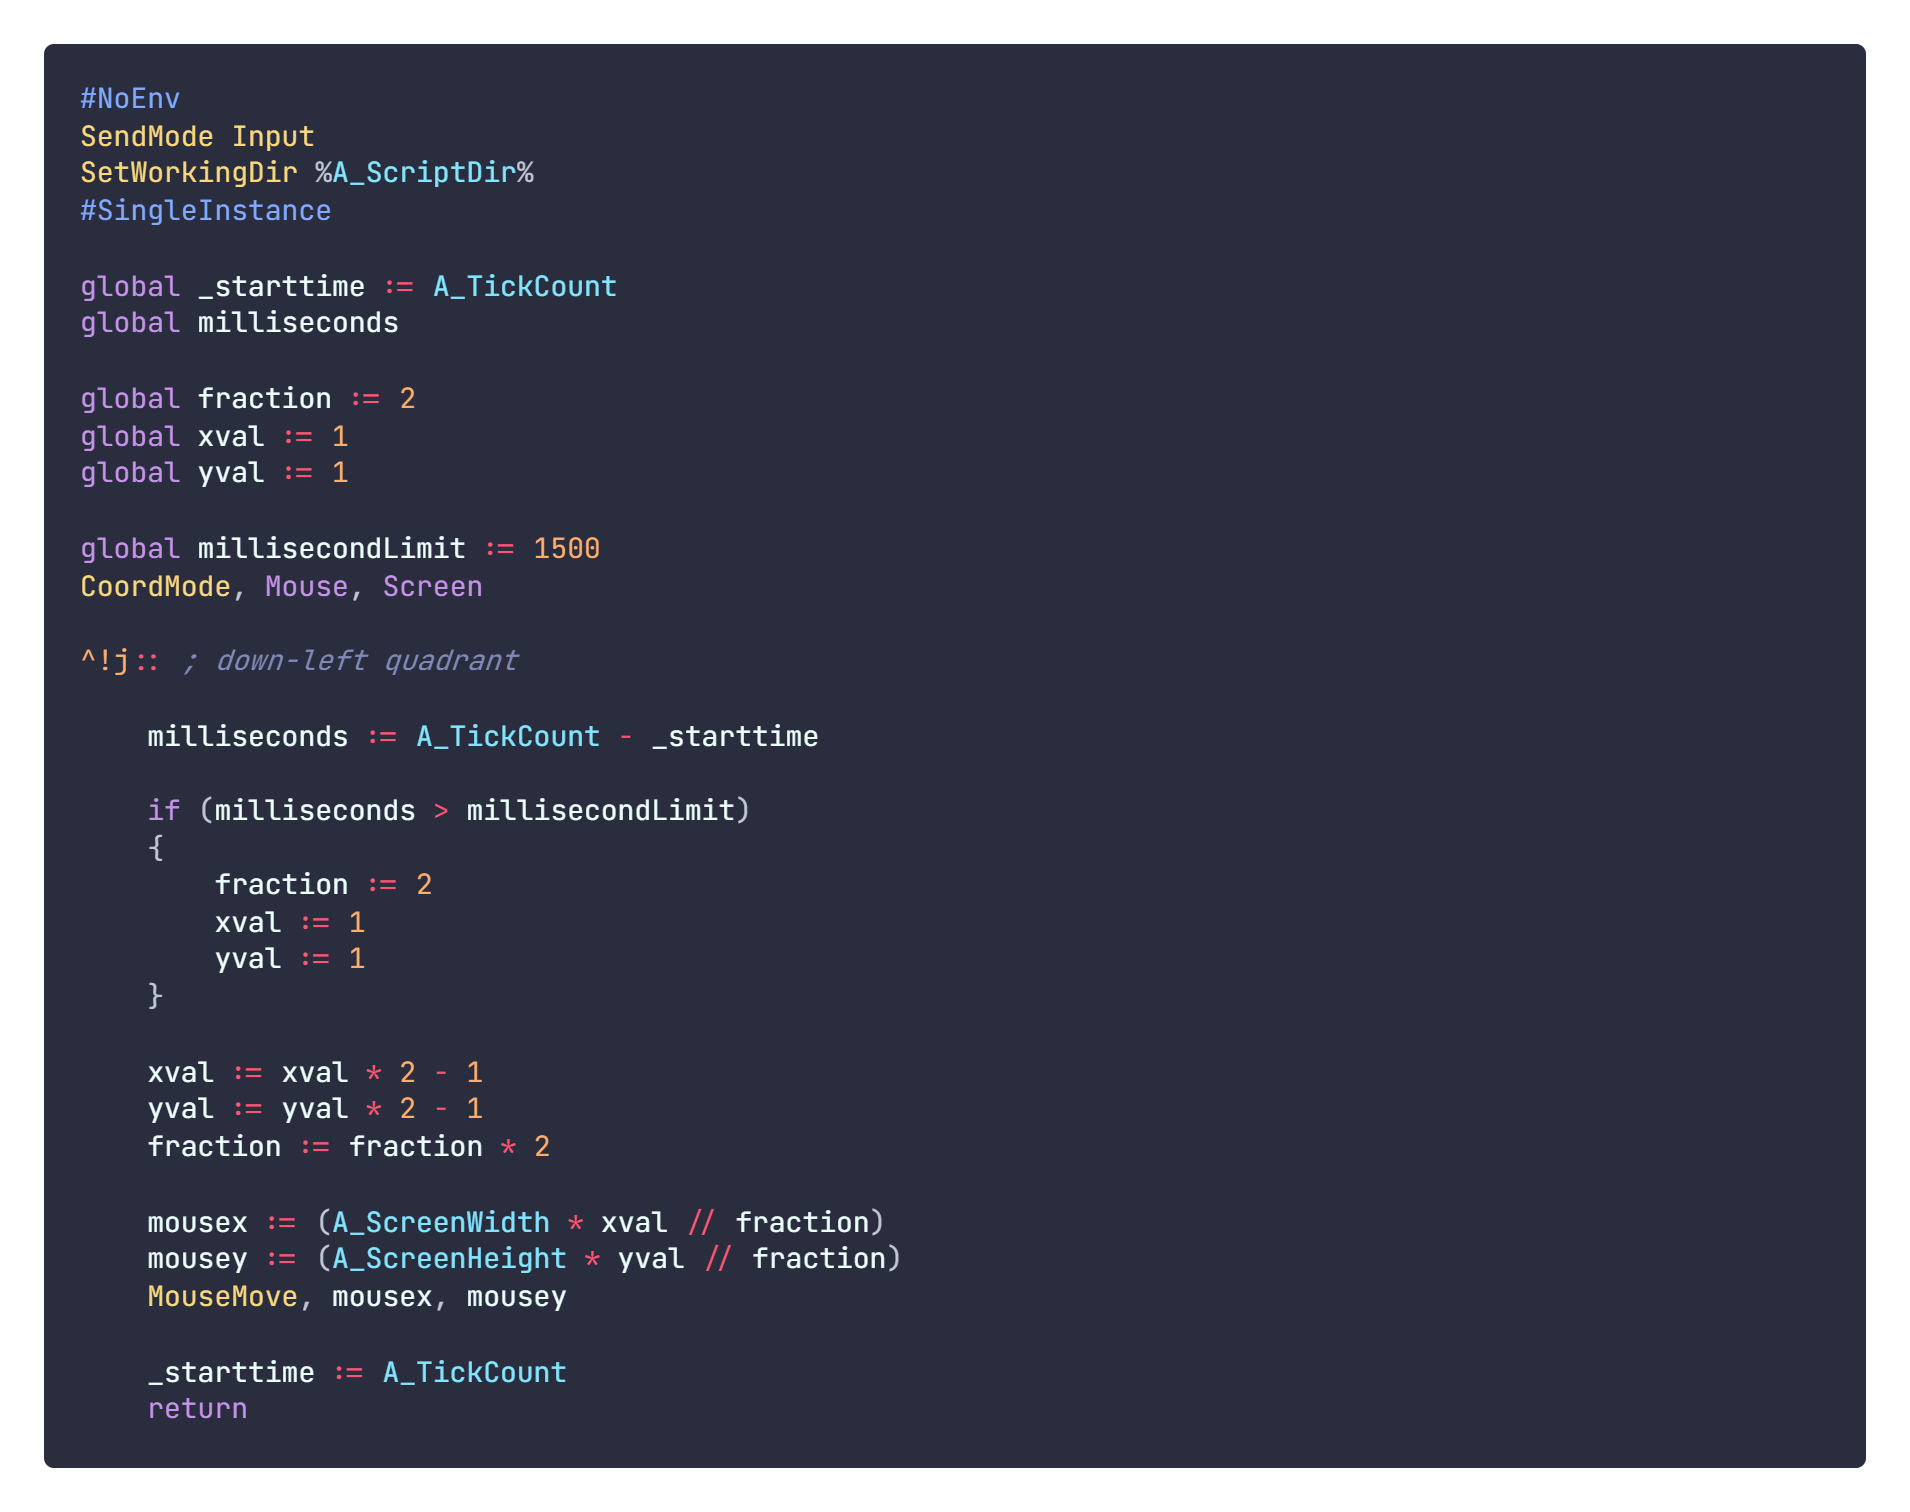 #NoEnv
SendMode Input
SetWorkingDir %A_ScriptDir%
#SingleInstance
global _starttime := A_TickCount
global milliseconds
global fraction := 2
global xval := 1
global yval := 1
global millisecondLimit := 1500
CoordMode, Mouse, Screen
^!j:: ; down-left quadrant
milliseconds := A_TickCount - _starttime
if (milliseconds > millisecondLimit)
{
fraction := 2
xval := 1
yval := 1
}
xval := xval * 2 - 1
yval := yval * 2 - 1
fraction := fraction * 2
mousex := (A_ScreenWidth * xval // fraction)
mousey := (A_ScreenHeight * yval // fraction)
MouseMove, mousex, mousey
_starttime := A_TickCount
return